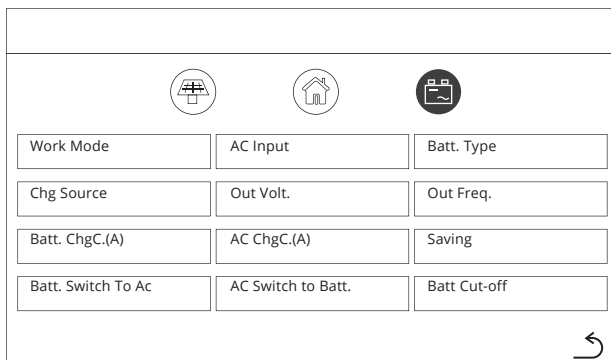 Work Mode
AC Input
Batt. Type
Chg Source
Out Volt.
Out Freq.
Batt. ChgC.(A)
AC ChgC.(A)
Saving
Batt. Switch To Ac
AC Switch to Batt.
Batt Cut-off